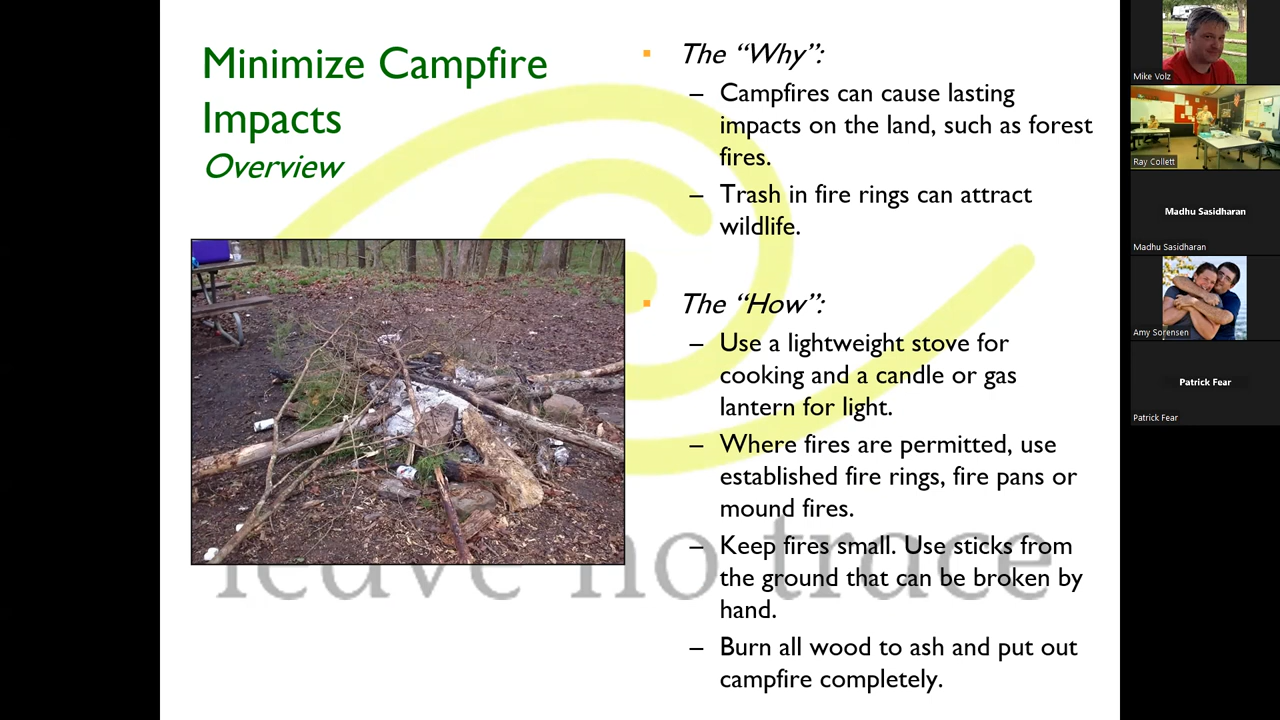 Minimize Campfire
Impacts
Overview
▪ The “Why”:
– Campfires can cause lasting
impacts on the land, such as forest
fires.
– Trash in fire rings can attract
wildlife.
▪ The “How”:
– Use a lightweight stove for
cooking and a candle or gas
lantern for light.
– Where fires are permitted, use
established fire rings, fire pans or
mound fires.
– Keep fires small. Use sticks from
the ground that can be broken by
hand.
– Burn all wood to ash and put out
campfire completely.
leave no trace
Mike Volz
Ray Collett
Madhu Sasidharan
Madhu Sasidharan
Amy Sorensen
Patrick Fear
Patrick Fear